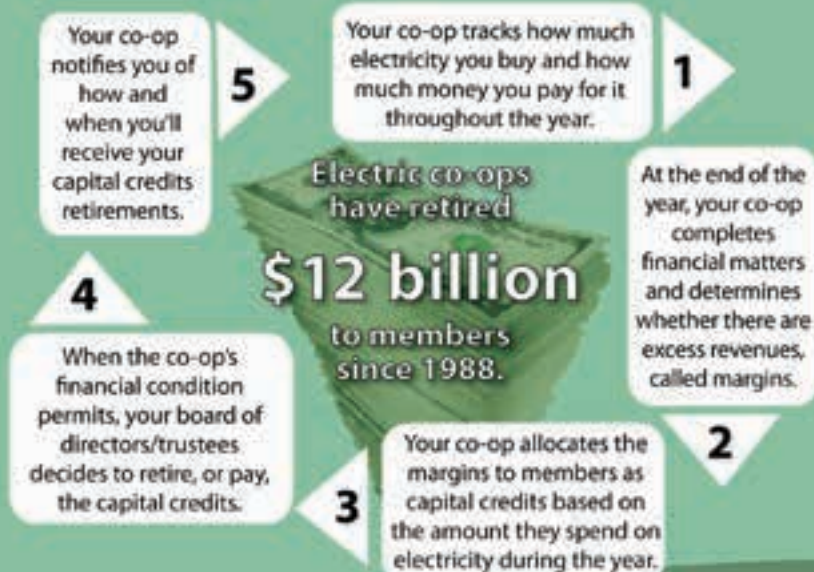 Your co-op tracks how much
electricity you buy and how
much money you pay for it
throughout the year.
1
At the end of the
year, your co-op
completes
financial matters
and determines
whether there are
excess revenues,
called margins.
2
Your co-op allocates the
margins to members as
capital credits based on
the amount they spend on
electricity during the year.
3
When the co-op's
financial condition
permits, your board of
directors/trustees
decides to retire, or pay,
the capital credits.
4
Your co-op
notifies you of
how and
when you'll
receive your
capital credits
retirements.
5
Electric co-ops
have retired
$12 billion
to members
since 1988.